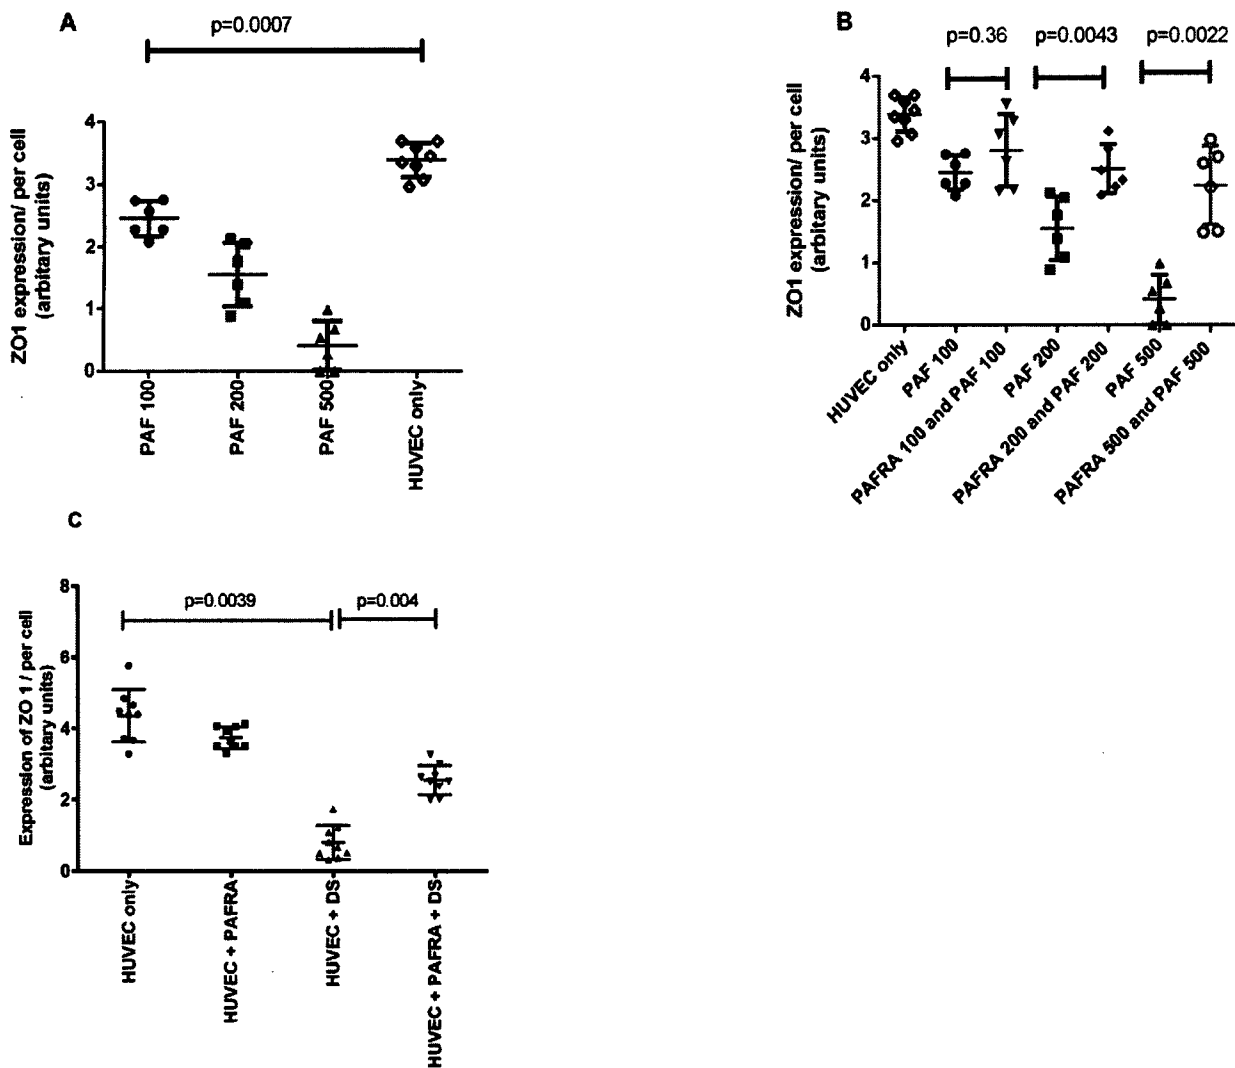 A
p=0.0007
ZO1 expression/ per cell
(arbitary units)
4
3
2
1
0
PAF 100
PAF 200
PAF 500
HUVEC only
B
p=0.36
p=0.0043
p=0.0022
ZO1 expression/ per cell
(arbitary units)
4
3
2
1
0
HUVEC only
PAF 100
PAFRA 100 and PAF 100
PAF 200
PAFRA 200 and PAF 200
PAF 500
PAFRA 500 and PAF 500
C
p=0.0039
p=0.004
Expression of ZO 1 / per cell
(arbitary units)
8
6
4
2
0
HUVEC only
HUVEC + PAFRA
HUVEC + DS
HUVEC + PAFRA + DS